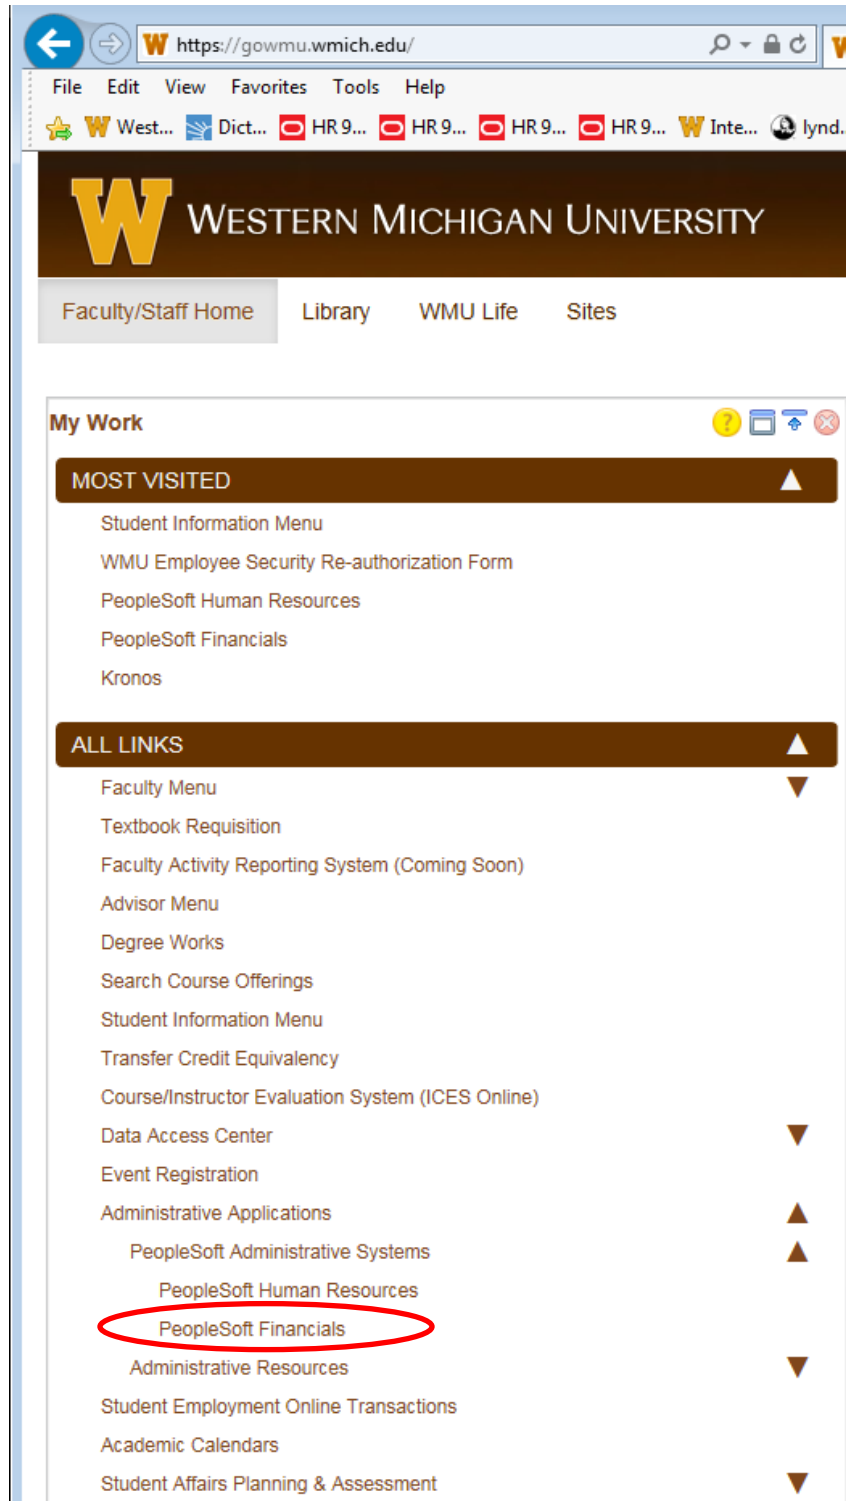 https://gowmu.wmich.edu/
File Edit View Favorites Tools Help
West... Dict... HR 9... HR 9... HR 9... HR 9... Inte... lynd.
W WESTERN MICHIGAN UNIVERSITY
Faculty/Staff Home Library WMU Life Sites
My Work
MOST VISITED
Student Information Menu
WMU Employee Security Re-authorization Form
PeopleSoft Human Resources
PeopleSoft Financials
Kronos
ALL LINKS
Faculty Menu
Textbook Requisition
Faculty Activity Reporting System (Coming Soon)
Advisor Menu
Degree Works
Search Course Offerings
Student Information Menu
Transfer Credit Equivalency
Course/Instructor Evaluation System (ICES Online)
Data Access Center
Event Registration
Administrative Applications
PeopleSoft Administrative Systems
PeopleSoft Human Resources
PeopleSoft Financials
Administrative Resources
Student Employment Online Transactions
Academic Calendars
Student Affairs Planning & Assessment